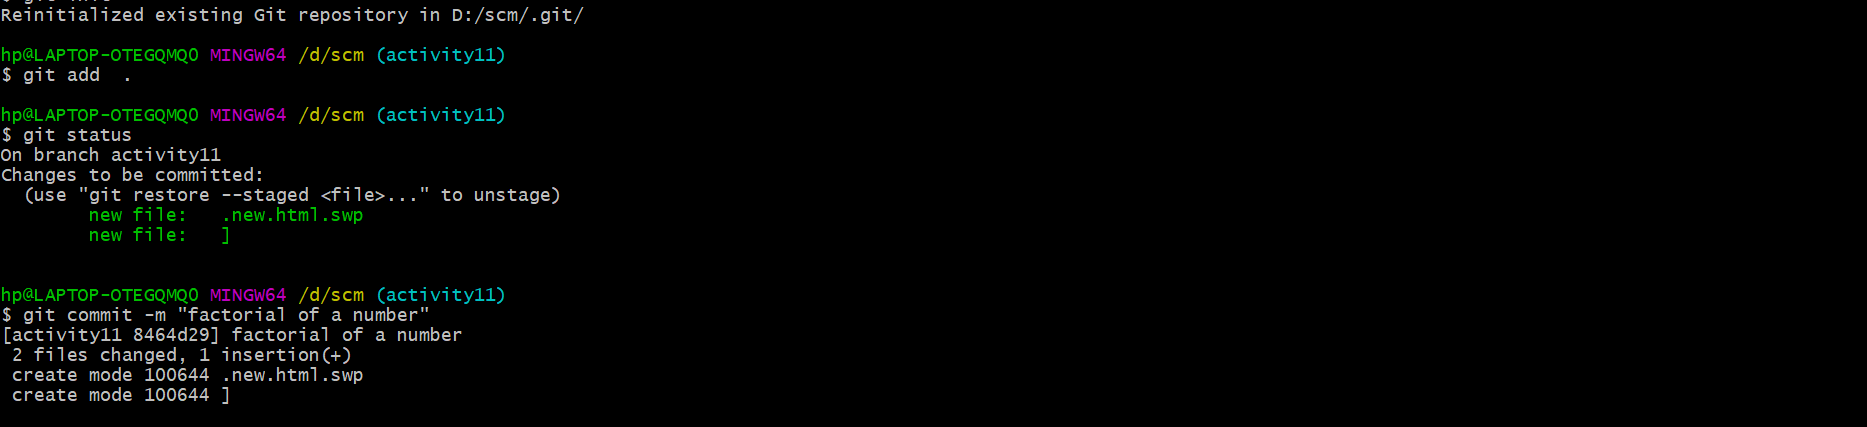 Reinitialized existing Git repository in D:/scm/.git/
hp@LAPTOP-OTEGQMQ0 MINGW64 /d/scm (activity11)
$ git add  .
hp@LAPTOP-OTEGQMQ0 MINGW64 /d/scm (activity11)
$ git status
On branch activity11
Changes to be committed:
  (use "git restore --staged <file>..." to unstage)
        new file:   .new.html.swp
        new file:   ]
hp@LAPTOP-OTEGQMQ0 MINGW64 /d/scm (activity11)
$ git commit -m "factorial of a number"
[activity11 8464d29] factorial of a number
 2 files changed, 1 insertion(+)
 create mode 100644 .new.html.swp
 create mode 100644 ]